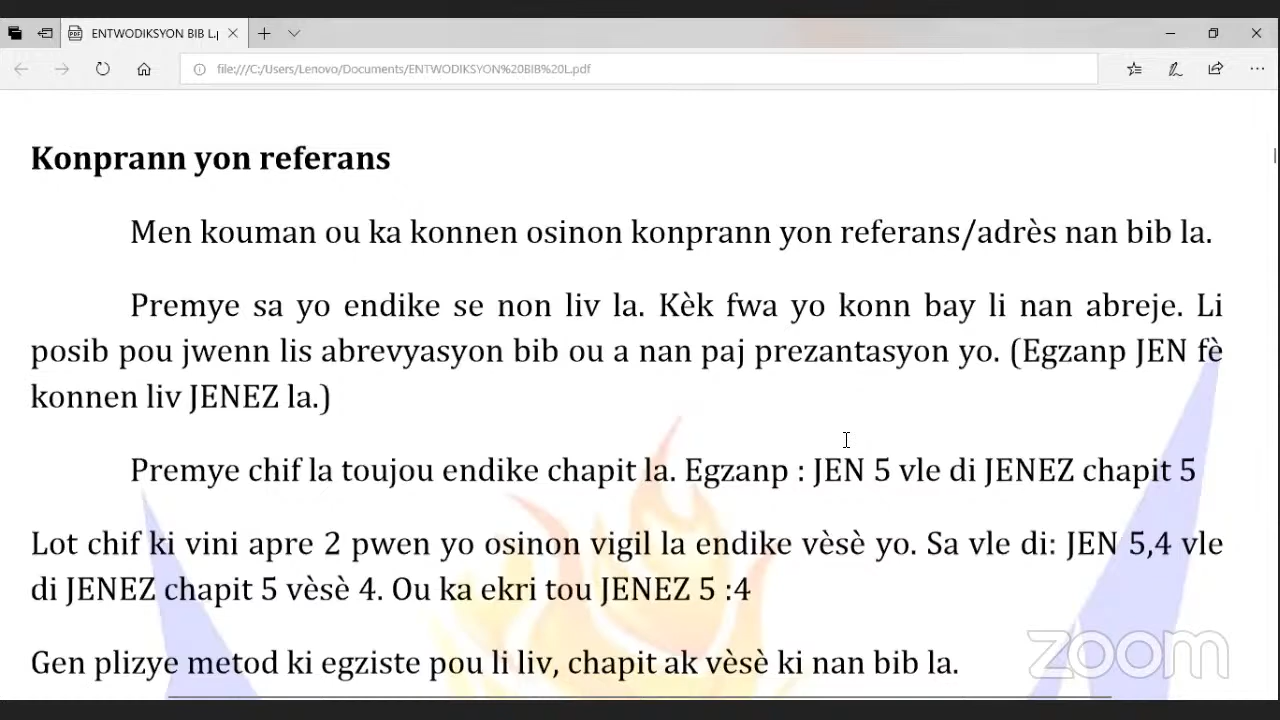 ENTWODIKSYON BIB L.p
file:///C:/Users/Lenovo/Documents/ENTWODIKSYON%20BIB%20L.pdf
Konprann yon referans
Men kouman ou ka konnen osinon konprann yon referans/adrès nan bib la.
Premye sa yo endike se non liv la. Kèk fwa yo konn bay li nan abreje. Li
posib pou jwenn lis abrevyasyon bib ou a nan paj prezantasyon yo. (Egzanp JEN fè
konnen liv JENEZ la.)
Premye chif la toujou endike chapit la. Egzanp : JEN 5 vle di JENEZ chapit 5
Lot chif ki vini apre 2 pwen yo osinon vigil la endike vèsè yo. Sa vle di: JEN 5,4 vle
di JENEZ chapit 5 vèsè 4. Ou ka ekri tou JENEZ 5 :4
Gen plizye metod ki egziste pou li liv, chapit ak vèsè ki nan bib la.
zoom